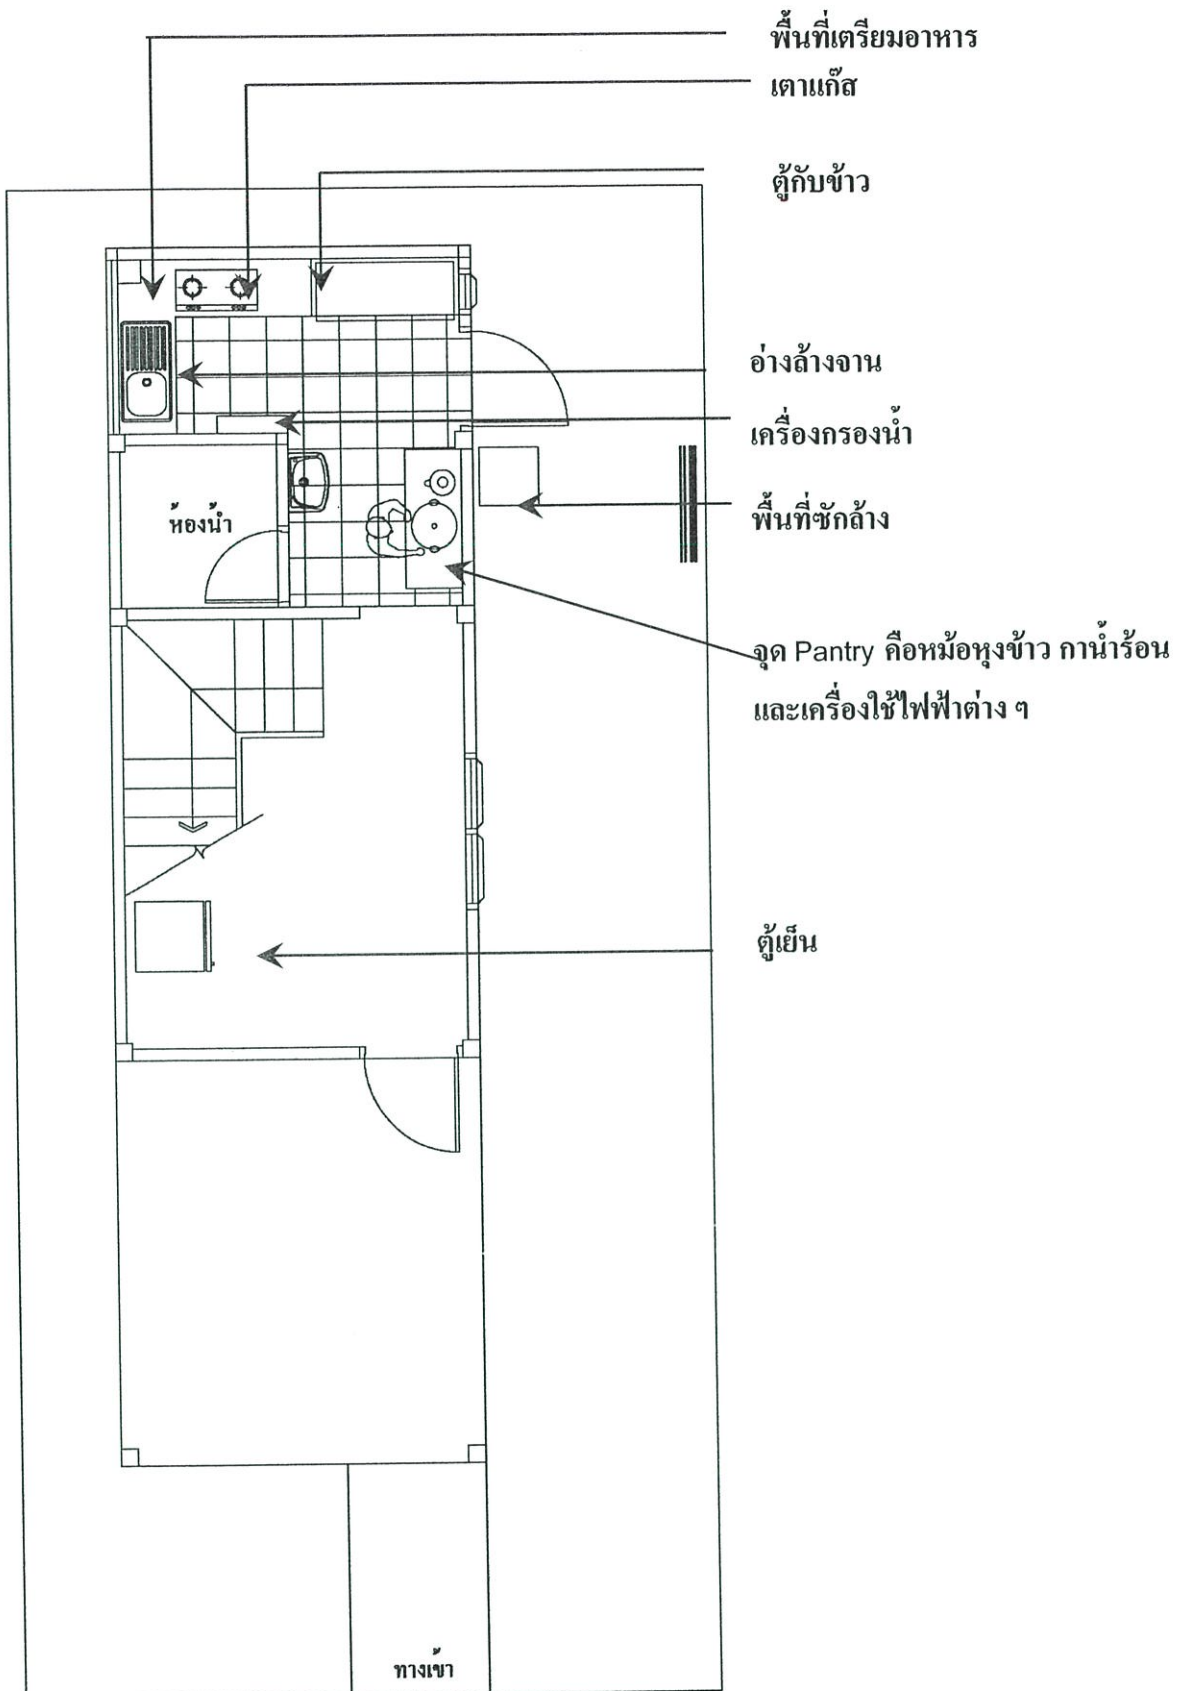 พื้นที่เตรียมอาหาร
เตาแก๊ส
ตู้กับข้าว
อ่างล้างจาน
เครื่องกรองน้ำ
ห้องน้ำ
พื้นที่ซักล้าง
จุด Pantry คือหม้อหุงข้าว กาน้ำร้อน
และเครื่องใช้ไฟฟ้าต่าง ๆ
ตู้เย็น
ทางเข้า